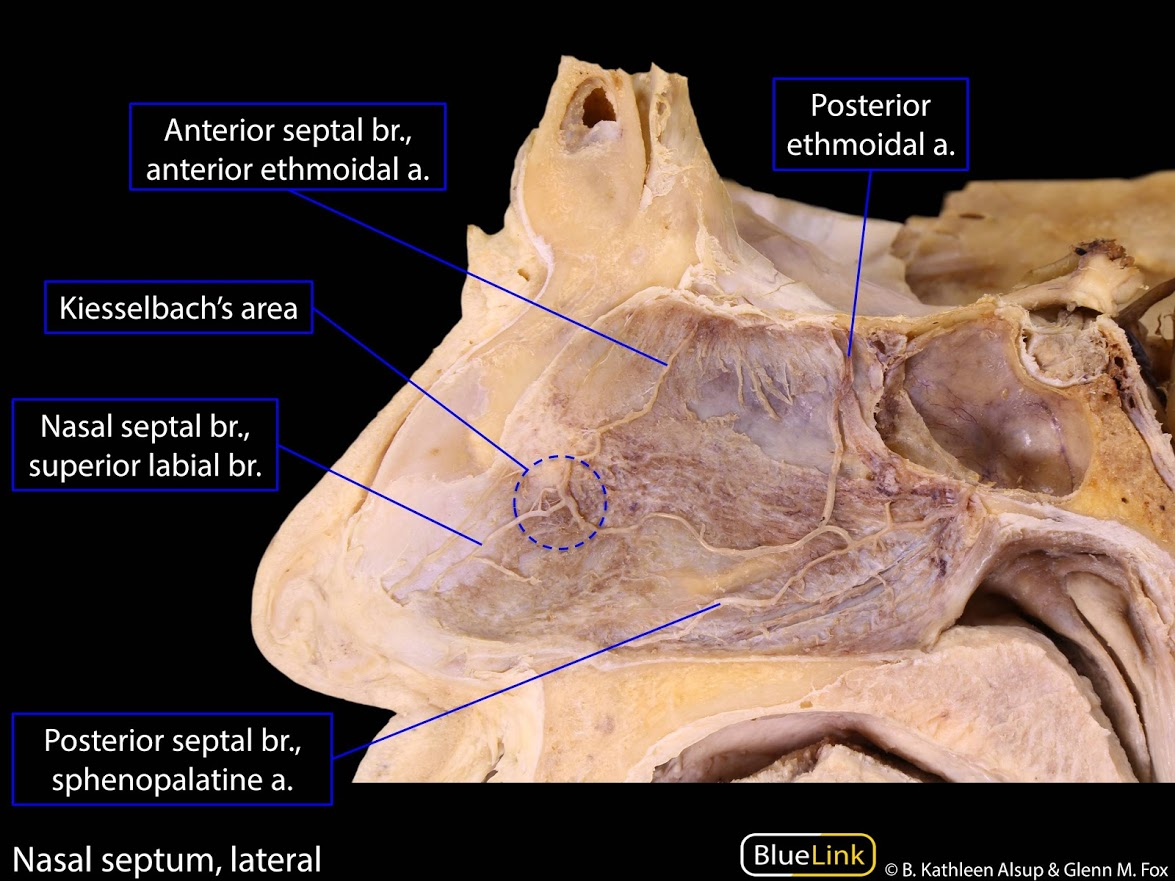 Anterior septal br.,
anterior ethmoidal a.
Posterior
ethmoidal a.
Kiesselbach’s area
Nasal septal br.,
superior labial br.
Posterior septal br.,
sphenopalatine a.
Nasal septum, lateral
BlueLink
© B. Kathleen Alsup & Glenn M. Fox